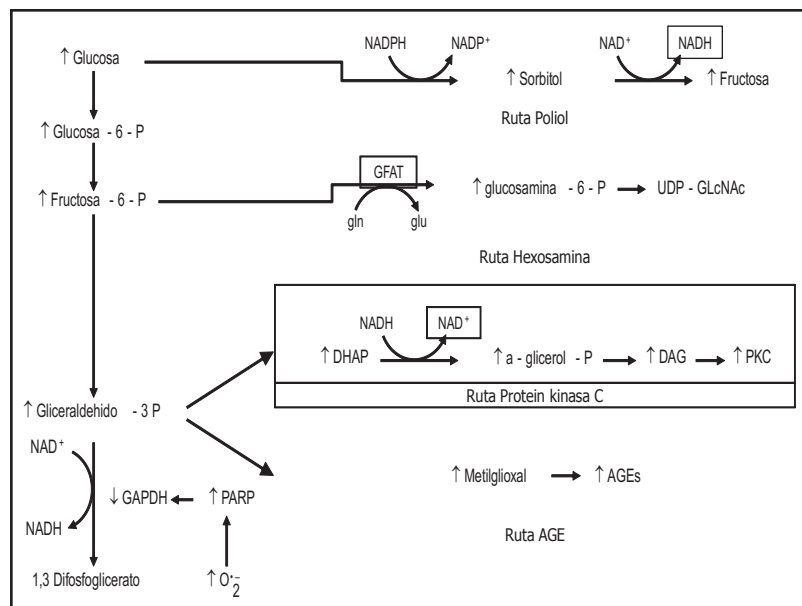 ↑ Glucosa
NADPH NADP⁺
NAD⁺ NADH
↑ Sorbitol ↑ Fructosa
Ruta Poliol
↑ Glucosa - 6 - P
GFAT
↑ Fructosa - 6 - P
↑ glucosamina - 6 - P → UDP - GLcNAc
gln glu
Ruta Hexosamina
NADH NAD⁺
↑ DHAP ↑ a - glicerol - P → ↑ DAG → ↑ PKC
Ruta Protein kinasa C
↑ Gliceraldehido - 3 P
NAD⁺
↑ Metilglioxal → ↑ AGEs
↓ GAPDH ← ↑ PARP
NADH
Ruta AGE
1,3 Difosfoglicerato
↑ O₂•−